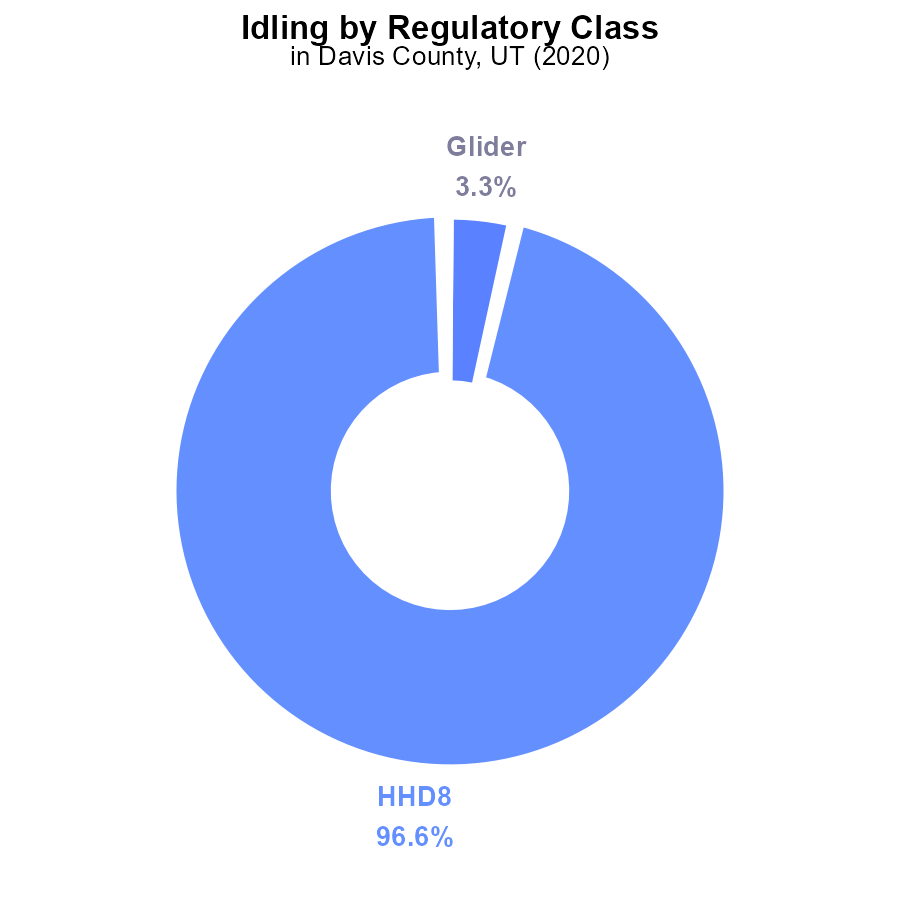 Idling by Regulatory Class
in Davis County, UT (2020)
Glider
3.3%
HHD8
96.6%